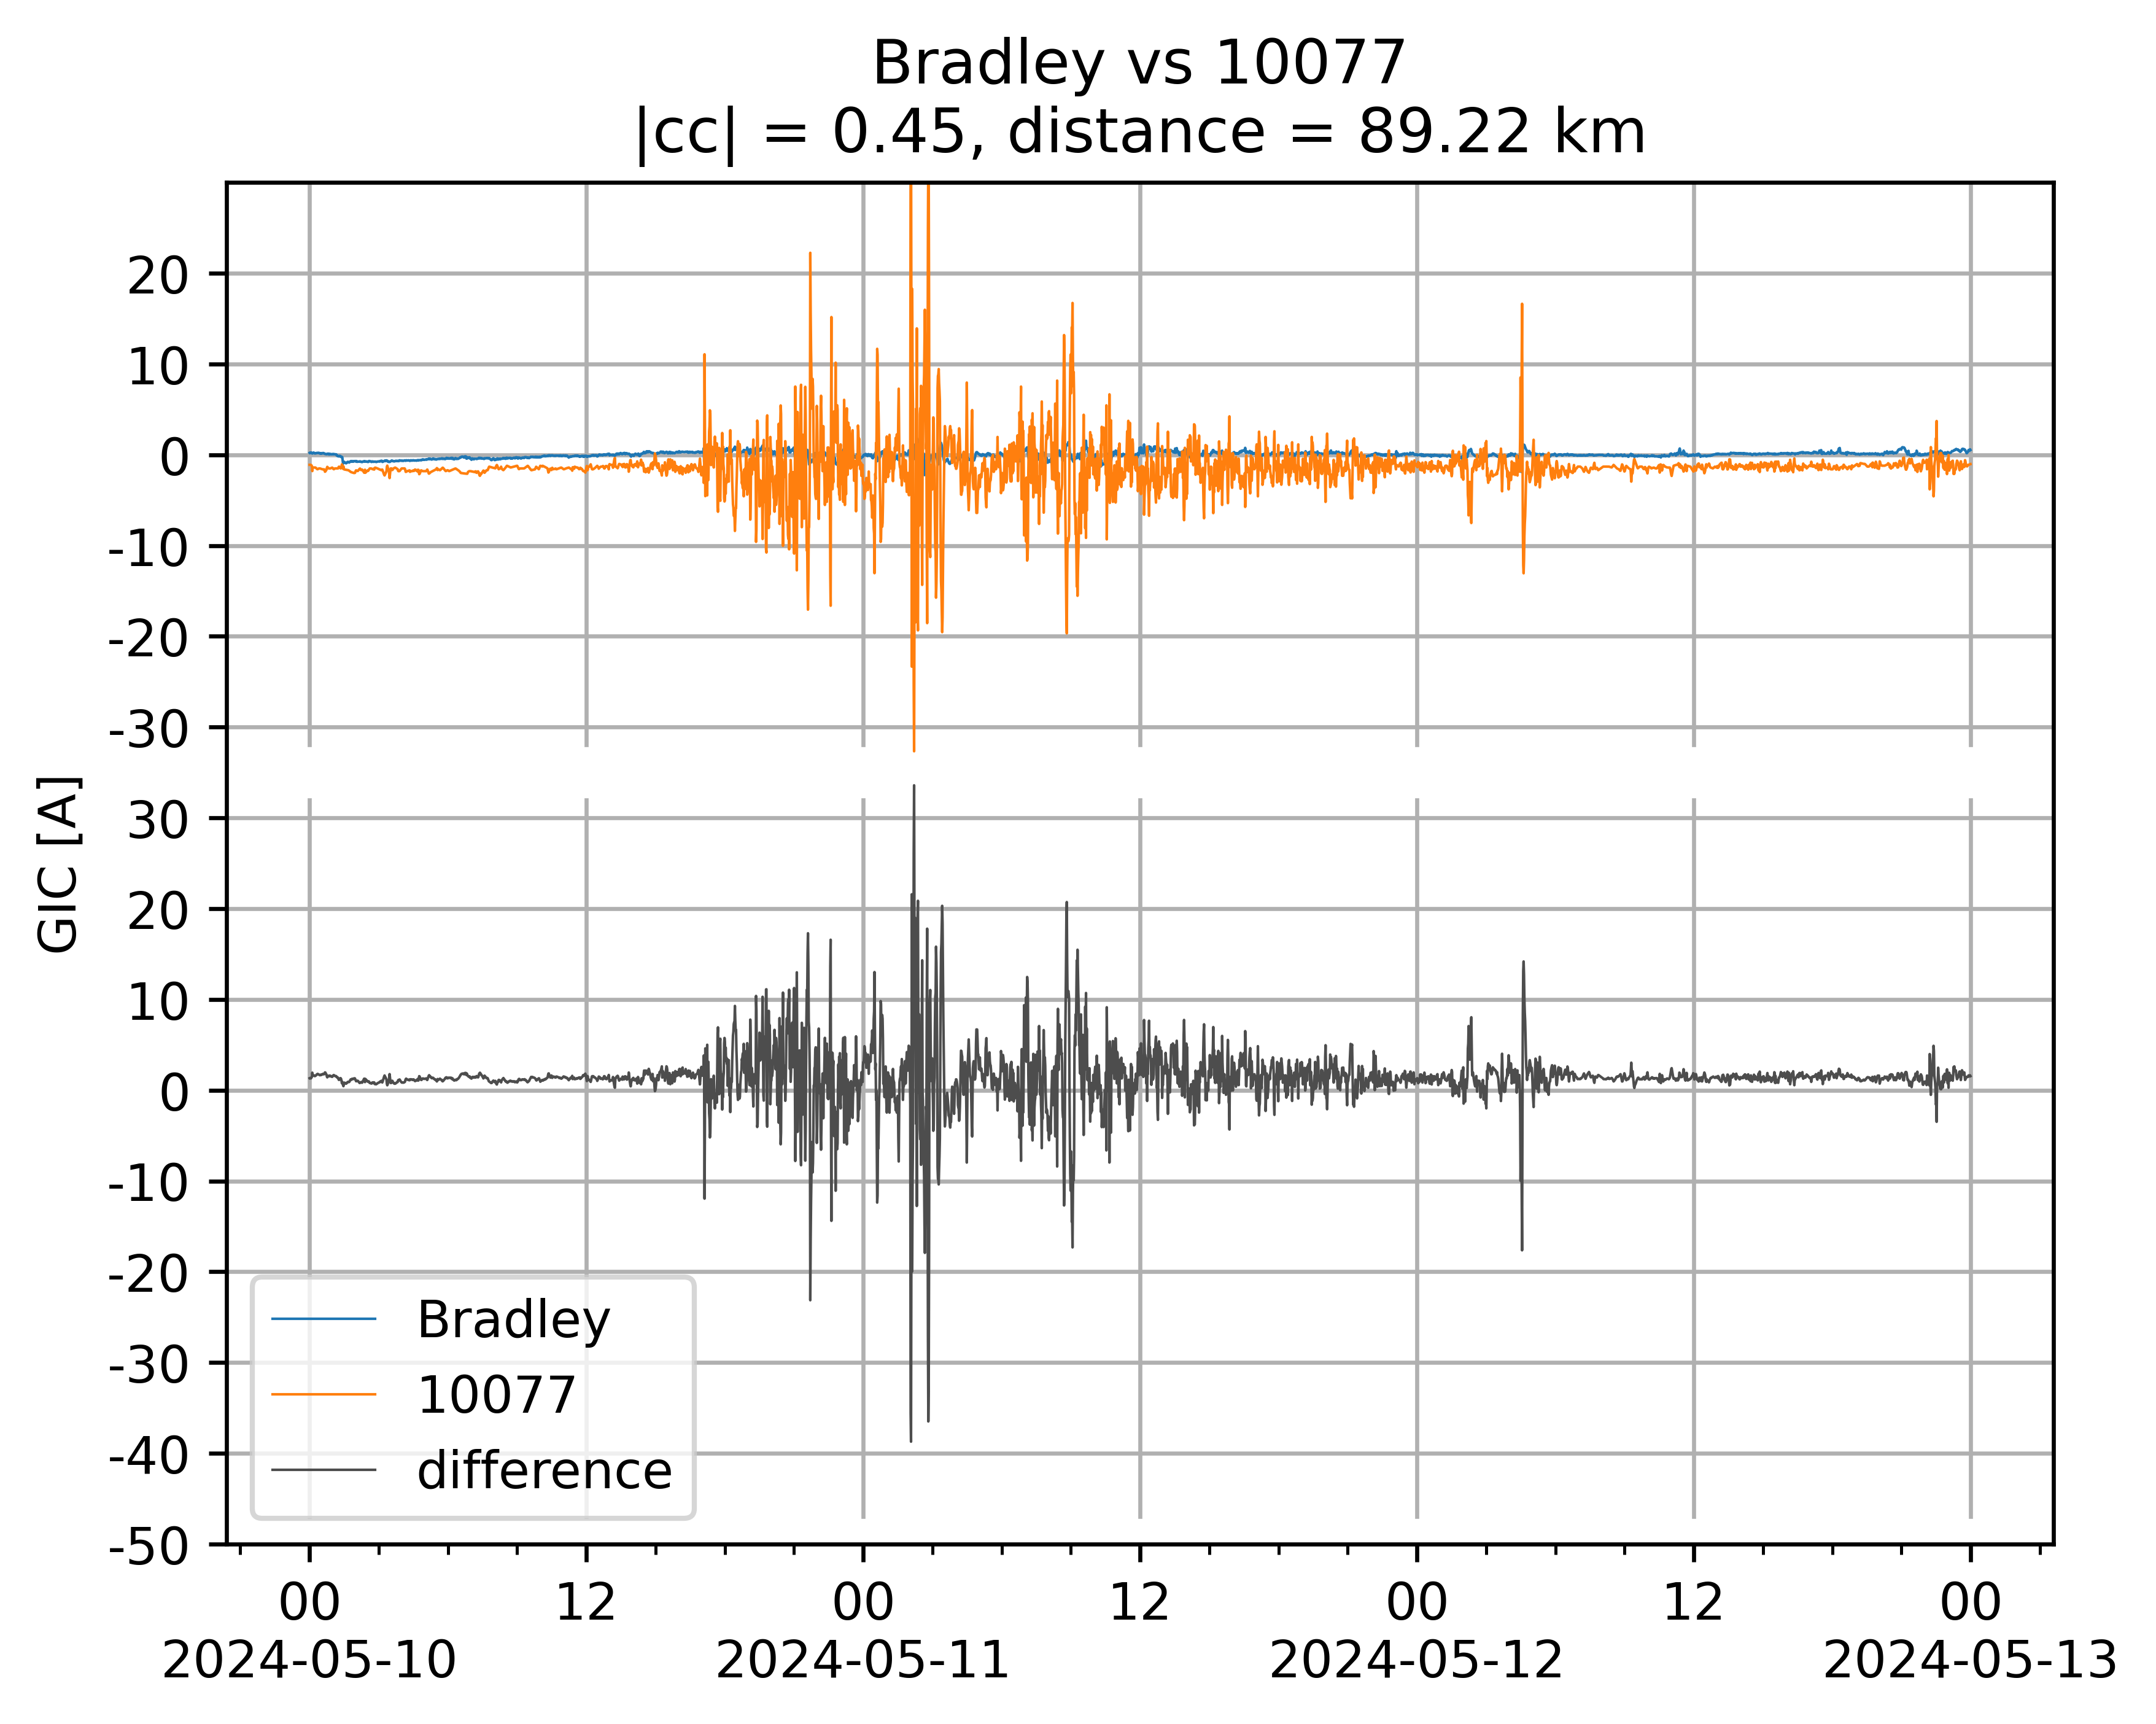 Bradley vs 10077
|cc| = 0.45, distance = 89.22 km
GIC [A]
20
10
0
-10
-20
-30
30
20
10
0
-10
-20
-30
-40
-50
Bradley
10077
difference
00 12 00 12 00 12 00
2024-05-10 2024-05-11 2024-05-12 2024-05-13